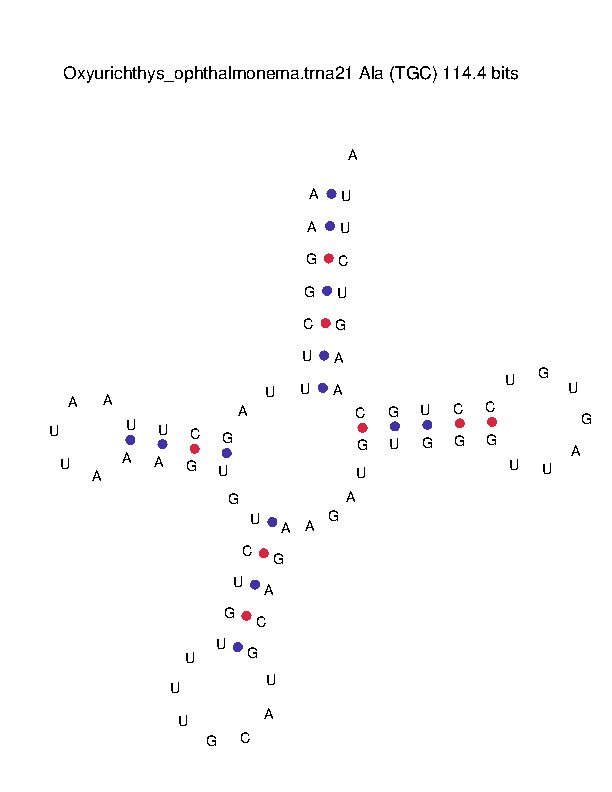 Oxyurichthys_ophthalmonema.trna21 Ala (TGC) 114.4 bits
A
A U
A U
G C
G U
C G
U A
U U A U G U
A A A C G U C C G
U U U C G G U G G G A
U A A G U U U U
A
G A
U A A G
C G
U A
G C
U G
U
U U
U A
G C